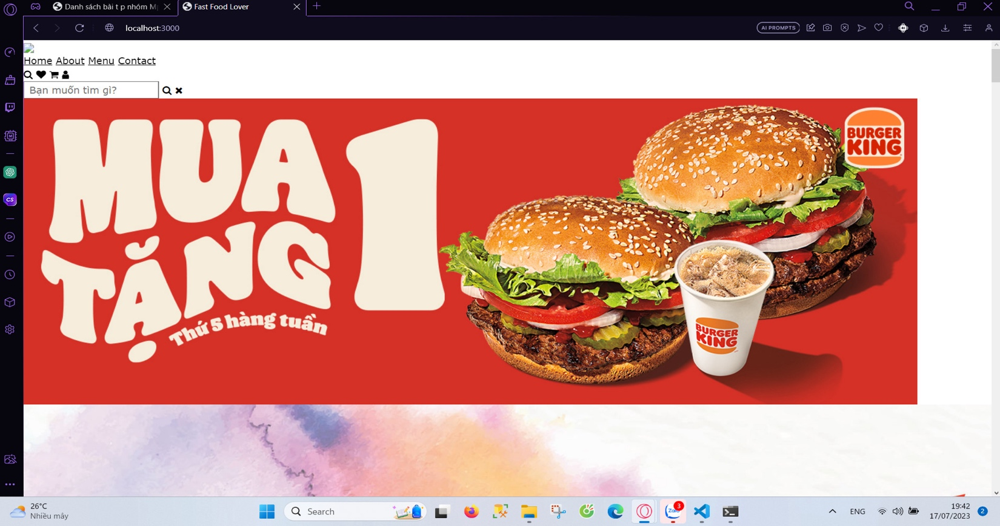 Danh sách bài t p nhóm M
Fast Food Lover
localhost:3000
AI PROMPTS
Home About Menu Contact
Bạn muốn tìm gì?
MUA 1
TẶNG 1
Thứ 5 hàng tuần
BURGER
KING
BURGER
KING
CS
26°C
Nhiều mây
Search
Zalo
3
ENG
19:42
17/07/2023
2